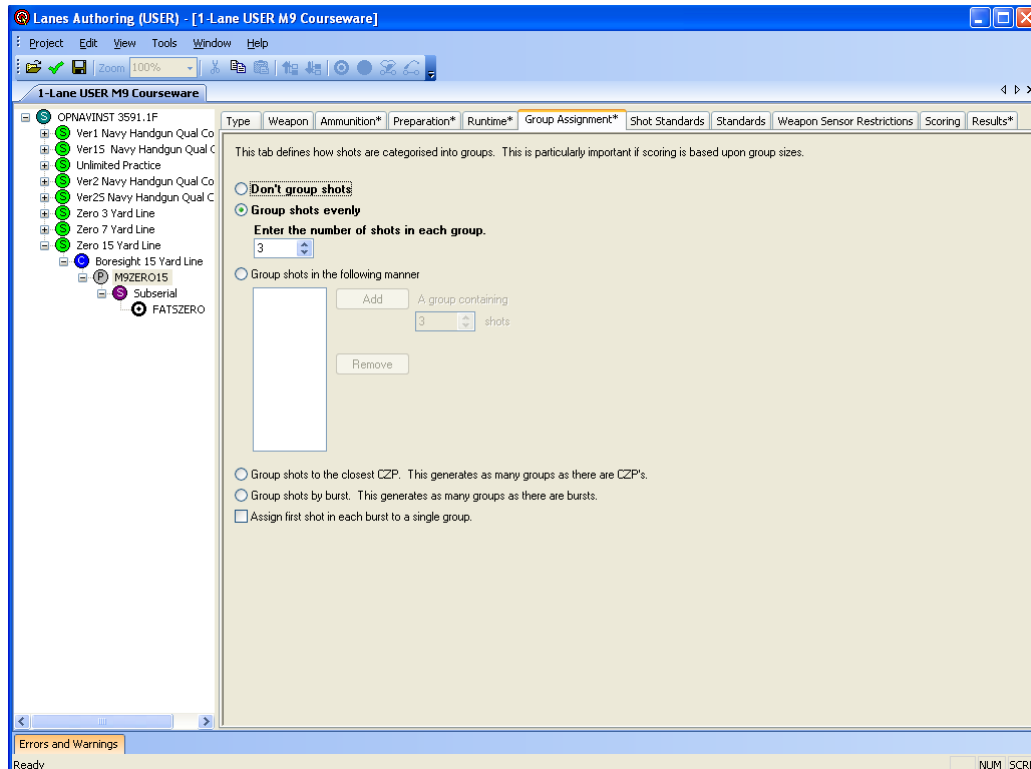 Lanes Authoring (USER) - [1-Lane USER M9 Courseware]
Project Edit View Tools Window Help
Zoom 100%
1-Lane USER M9 Courseware
S OPNAVINST 3591.1F
S Ver1 Navy Handgun Qual Co
S Ver1S Navy Handgun Qual C
S Unlimited Practice
S Ver2 Navy Handgun Qual Co
S Ver2S Navy Handgun Qual C
S Zero 3 Yard Line
S Zero 7 Yard Line
S Zero 15 Yard Line
C Boresight 15 Yard Line
P M9ZERO15
S Subserial
FATSZERO
Type Weapon Ammunition* Preparation* Runtime* Group Assignment* Shot Standards Standards Weapon Sensor Restrictions Scoring Results*
This tab defines how shots are categorised into groups. This is particularly important if scoring is based upon group sizes.
Don't group shots
Group shots evenly
Enter the number of shots in each group.
3
Group shots in the following manner
Add A group containing
3 shots
Remove
Group shots to the closest CZP. This generates as many groups as there are CZP's.
Group shots by burst. This generates as many groups as there are bursts.
Assign first shot in each burst to a single group.
Errors and Warnings
Ready NUM SCRL